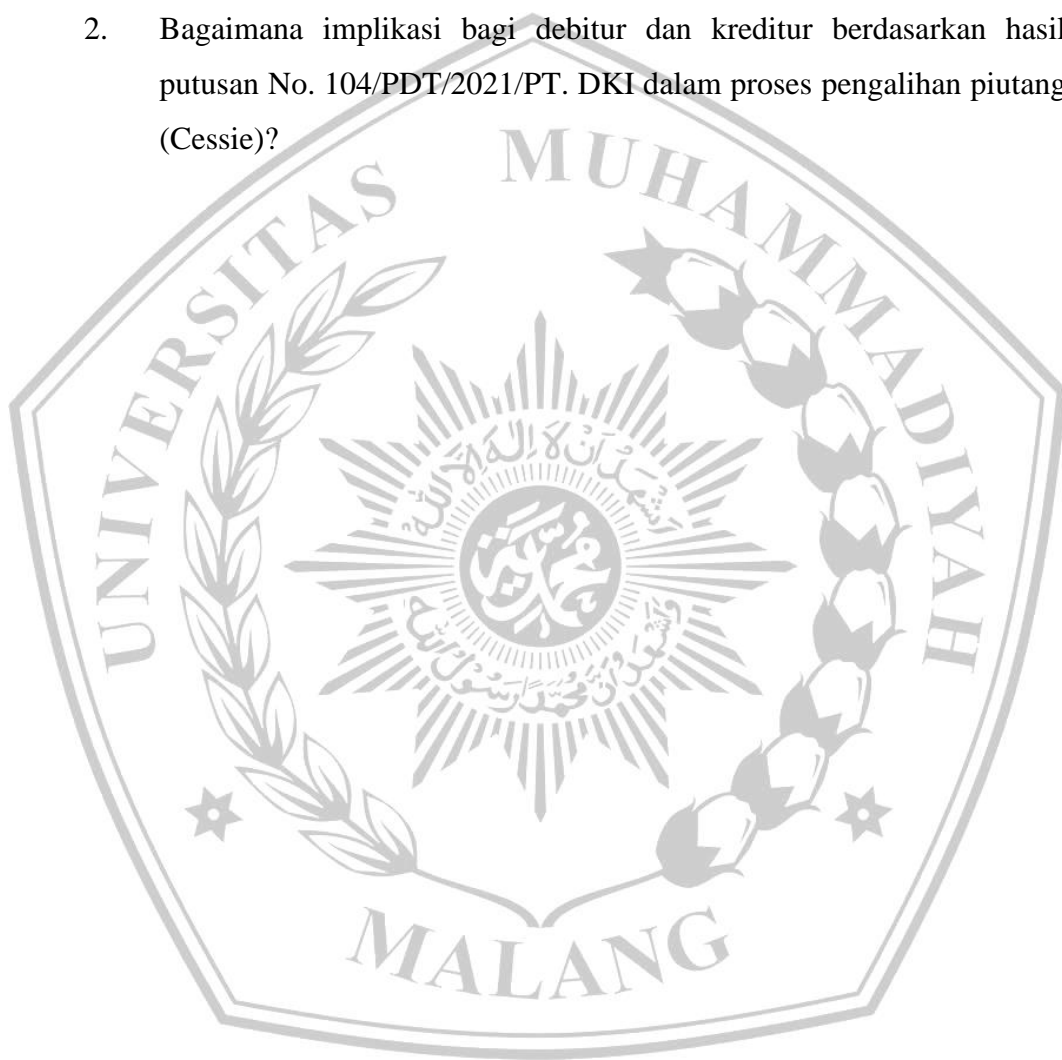 2. Bagaimana implikasi bagi debitur dan kreditur berdasarkan hasil
putusan No. 104/PDT/2021/PT. DKI dalam proses pengalihan piutang
(Cessie)?
UNIVERSITAS MUHAMMADIYAH
MALANG